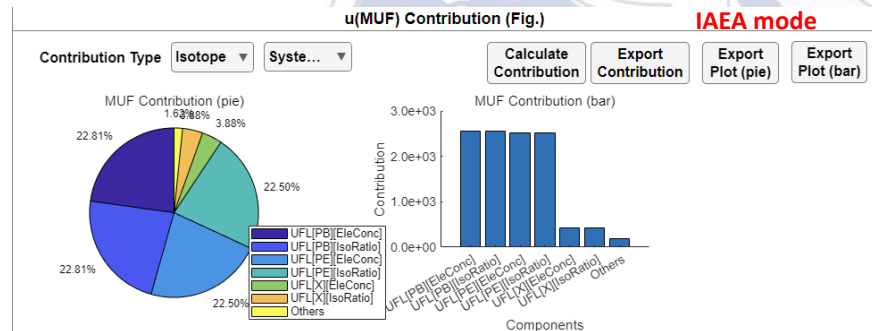 u(MUF) Contribution (Fig.)
IAEA mode
Contribution Type
Isotope
Syste...
Calculate
Contribution
Export
Contribution
Export
Plot (pie)
Export
Plot (bar)
MUF Contribution (pie)
1.63%
3.88%
3.88%
22.81%
22.50%
22.81%
22.50%
UFL[PB][EleConc]
UFL[PB][IsoRatio]
UFL[PE][EleConc]
UFL[PE][IsoRatio]
UFL[X][EleConc]
UFL[X][IsoRatio]
Others
MUF Contribution (bar)
3.0e+03
2.0e+03
1.0e+03
0.0e+00
Contribution
UFL[PB][EleConc]
UFL[PB][IsoRatio]
UFL[PE][EleConc]
UFL[PE][IsoRatio]
UFL[X][EleConc]
UFL[X][IsoRatio]
Others
Components